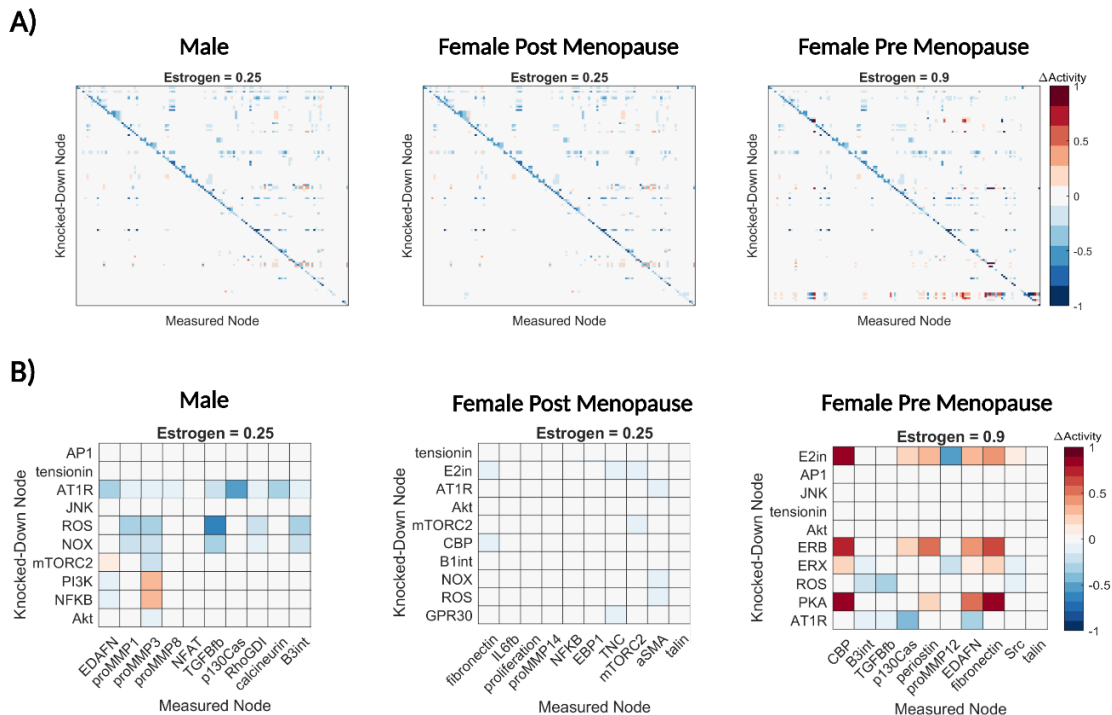 A)
Male
Female Post Menopause
Female Pre Menopause
Estrogen = 0.25
Estrogen = 0.25
Estrogen = 0.9
ΔActivity
1
0.5
0
-0.5
-1
Knocked-Down Node
Knocked-Down Node
Knocked-Down Node
Measured Node
Measured Node
Measured Node
B)
Male
Female Post Menopause
Female Pre Menopause
Estrogen = 0.25
Knocked-Down Node
AP1
tensionin
AT1R
JNK
ROS
NOX
mTORC2
PI3K
NFKB
Akt
EDAFN
proMMP1
proMMP3
proMMP8
NFAT
TGFBfb
p130Cas
RhoGDI
calcineurin
B3int
Measured Node
Estrogen = 0.25
Knocked-Down Node
tensionin
E2in
AT1R
Akt
mTORC2
CBP
B1int
NOX
ROS
GPR30
fibronectin
IL6fb
proliferation
proMMP14
NFKB
EBP1
TNC
mTORC2
aSMA
talin
Measured Node
Estrogen = 0.9
Knocked-Down Node
E2in
AP1
JNK
tensionin
Akt
ERB
ERX
ROS
PKA
AT1R
CBP
B3int
TGFBfb
p130Cas
periostin
proMMP12
EDAFN
fibronectin
Src
talin
Measured Node
ΔActivity
1
0.5
0
-0.5
-1